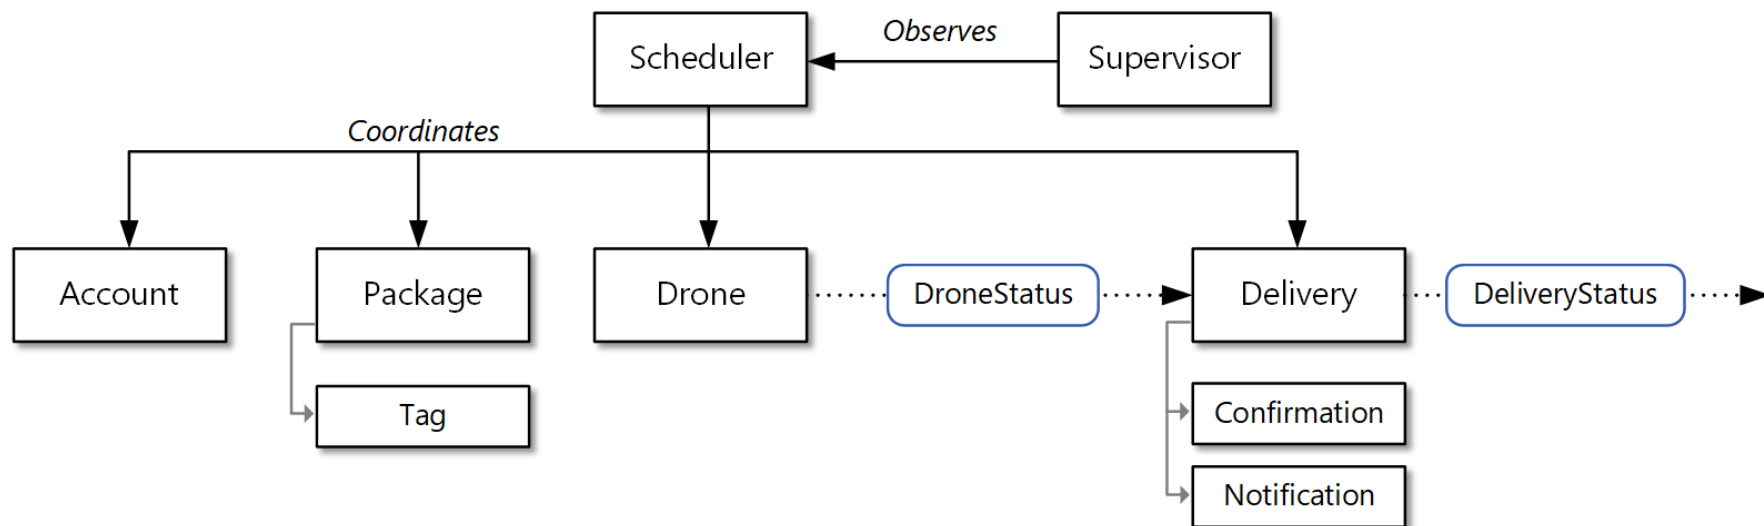 Observes
Scheduler
Supervisor
Coordinates
Account
Package
Drone
DroneStatus
Delivery
DeliveryStatus
Tag
Confirmation
Notification